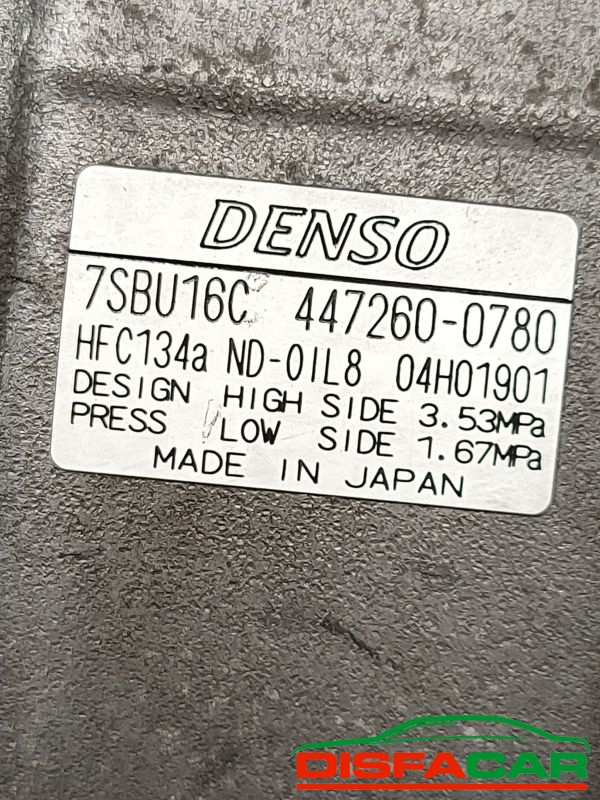 DENSO
7SBU16C 447260-0780
HFC134a ND-OIL8 04H01901
DESIGN HIGH SIDE 3.53MPa
PRESS LOW SIDE 1.67MPa
MADE IN JAPAN
DISFACAR